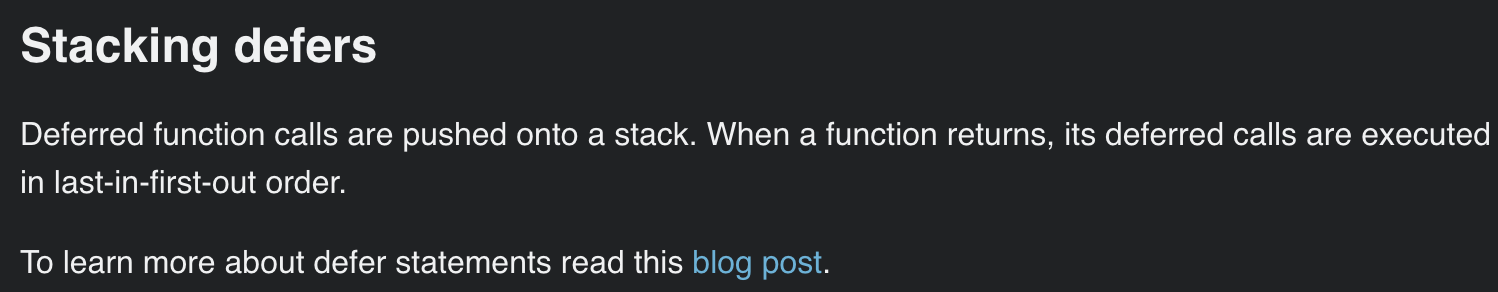 Stacking defers
Deferred function calls are pushed onto a stack. When a function returns, its deferred calls are executed
in last-in-first-out order.
To learn more about defer statements read this blog post.